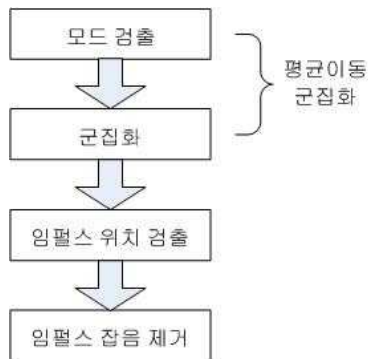 모드 검출
평균이동
군집화
군집화
임펄스 위치 검출
임펄스 잡음 제거